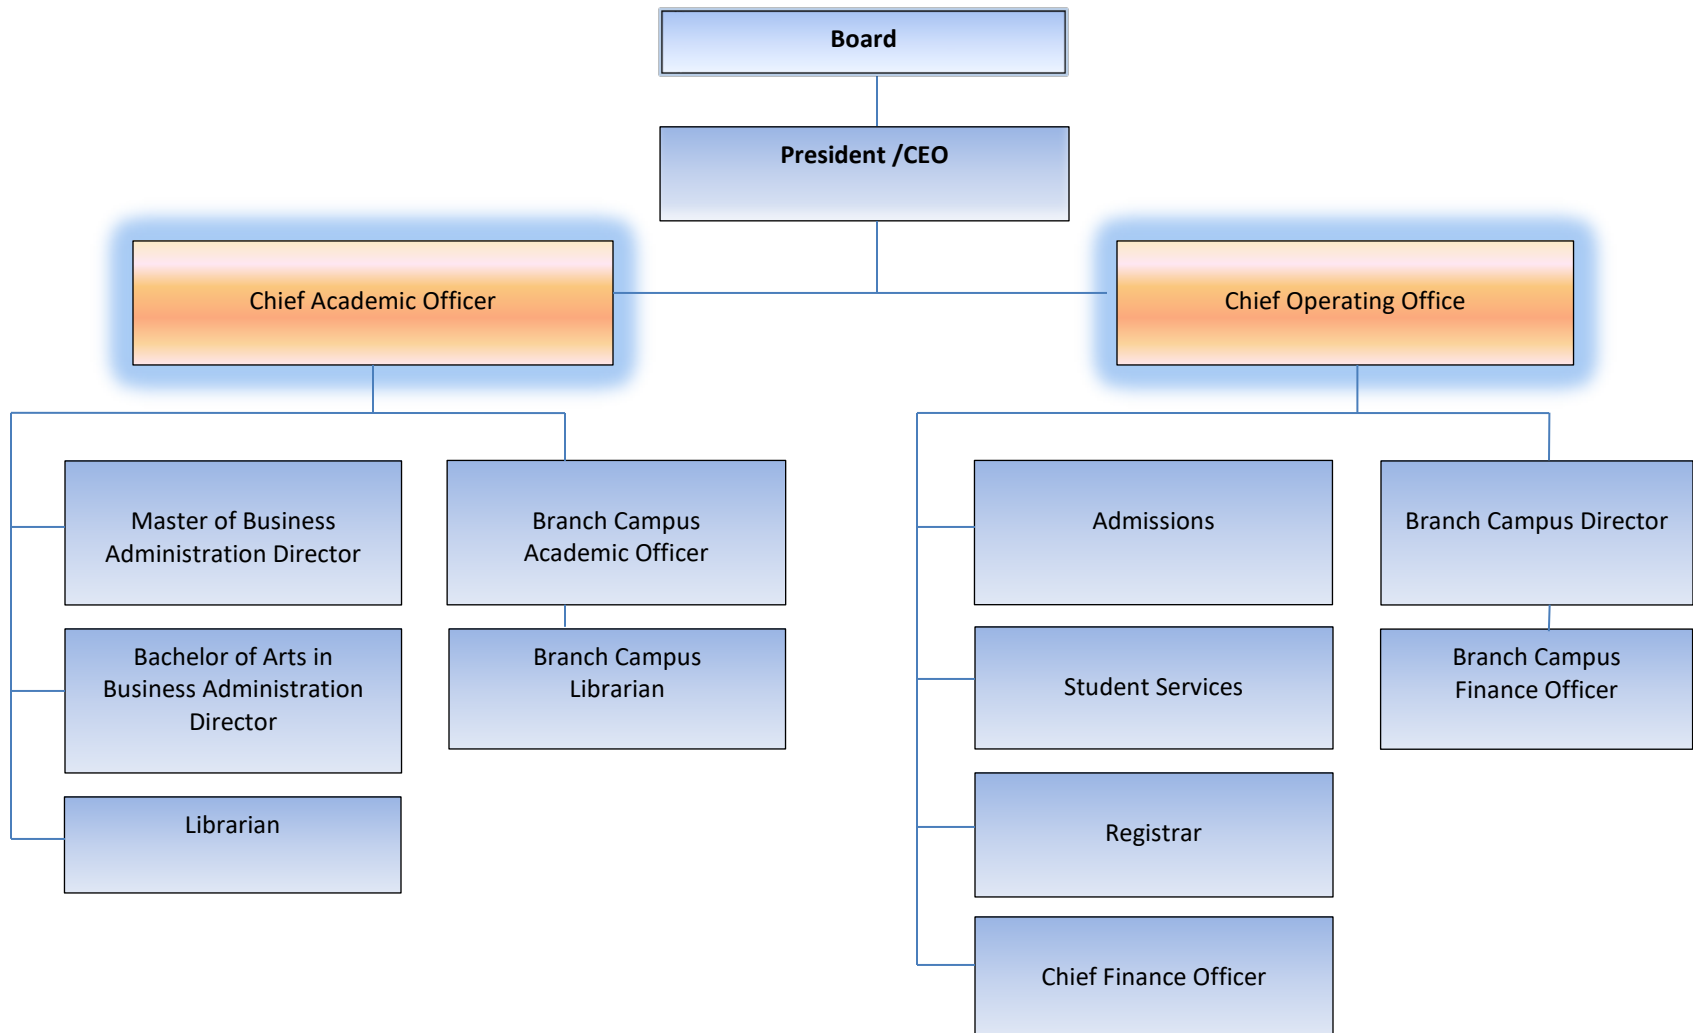 Board
President /CEO
Chief Academic Officer
Chief Operating Office
Master of Business
Administration Director
Branch Campus
Academic Officer
Admissions
Branch Campus Director
Bachelor of Arts in
Business Administration
Director
Branch Campus
Librarian
Student Services
Branch Campus
Finance Officer
Librarian
Registrar
Chief Finance Officer